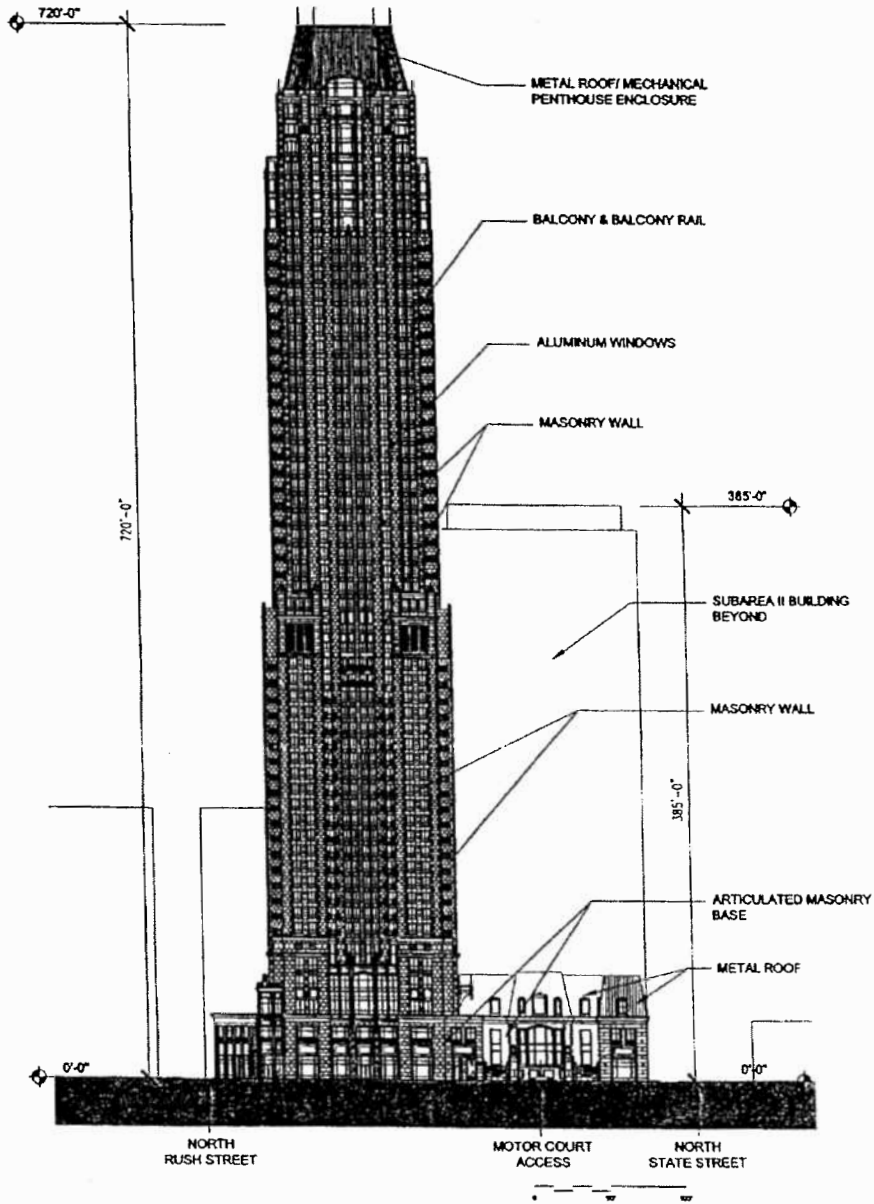 720'-0"
METAL ROOF/ MECHANICAL
PENTHOUSE ENCLOSURE
BALCONY & BALCONY RAIL
ALUMINUM WINDOWS
MASONRY WALL
385'-0"
720'-0"
SUBAREA II BUILDING
BEYOND
MASONRY WALL
385'-0"
ARTICULATED MASONRY
BASE
METAL ROOF
0'-0"
0'-0"
NORTH
RUSH STREET
MOTOR COURT
ACCESS
NORTH
STATE STREET
0